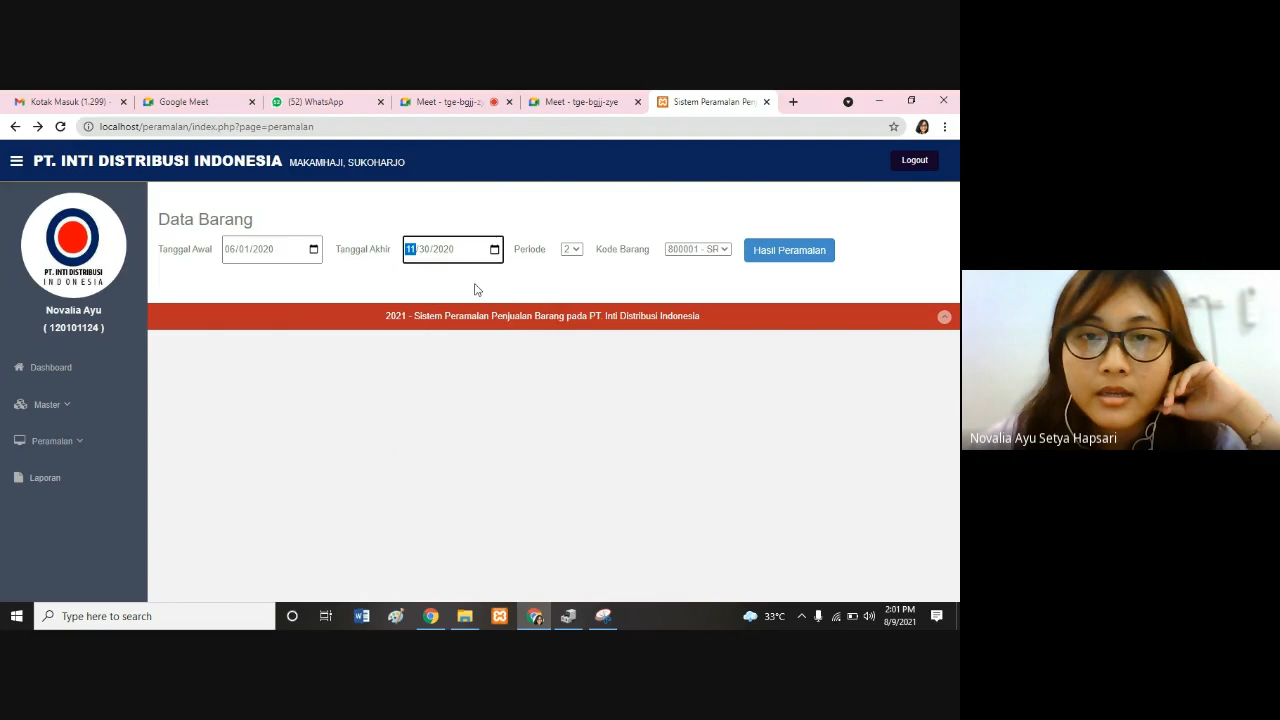 Kotak Masuk (1.299) -
Google Meet
(52) WhatsApp
Meet - tge-bgjj-zy
Meet - tge-bgjj-zye
Sistem Peramalan Penj
localhost/peramalan/index.php?page=peramalan
PT. INTI DISTRIBUSI INDONESIA MAKAMHAJI, SUKOHARJO
Logout
PT. INTI DISTRIBUSI
INDONESIA
Novalia Ayu
( 120101124 )
Dashboard
Master
Peramalan
Laporan
Data Barang
Tanggal Awal 06/01/2020 Tanggal Akhir 11/30/2020 Periode 2 Kode Barang 800001 - SR Hasil Peramalan
2021 - Sistem Peramalan Penjualan Barang pada PT. Inti Distribusi Indonesia
Novalia Ayu Setya Hapsari
Type here to search
33°C
2:01 PM
8/9/2021